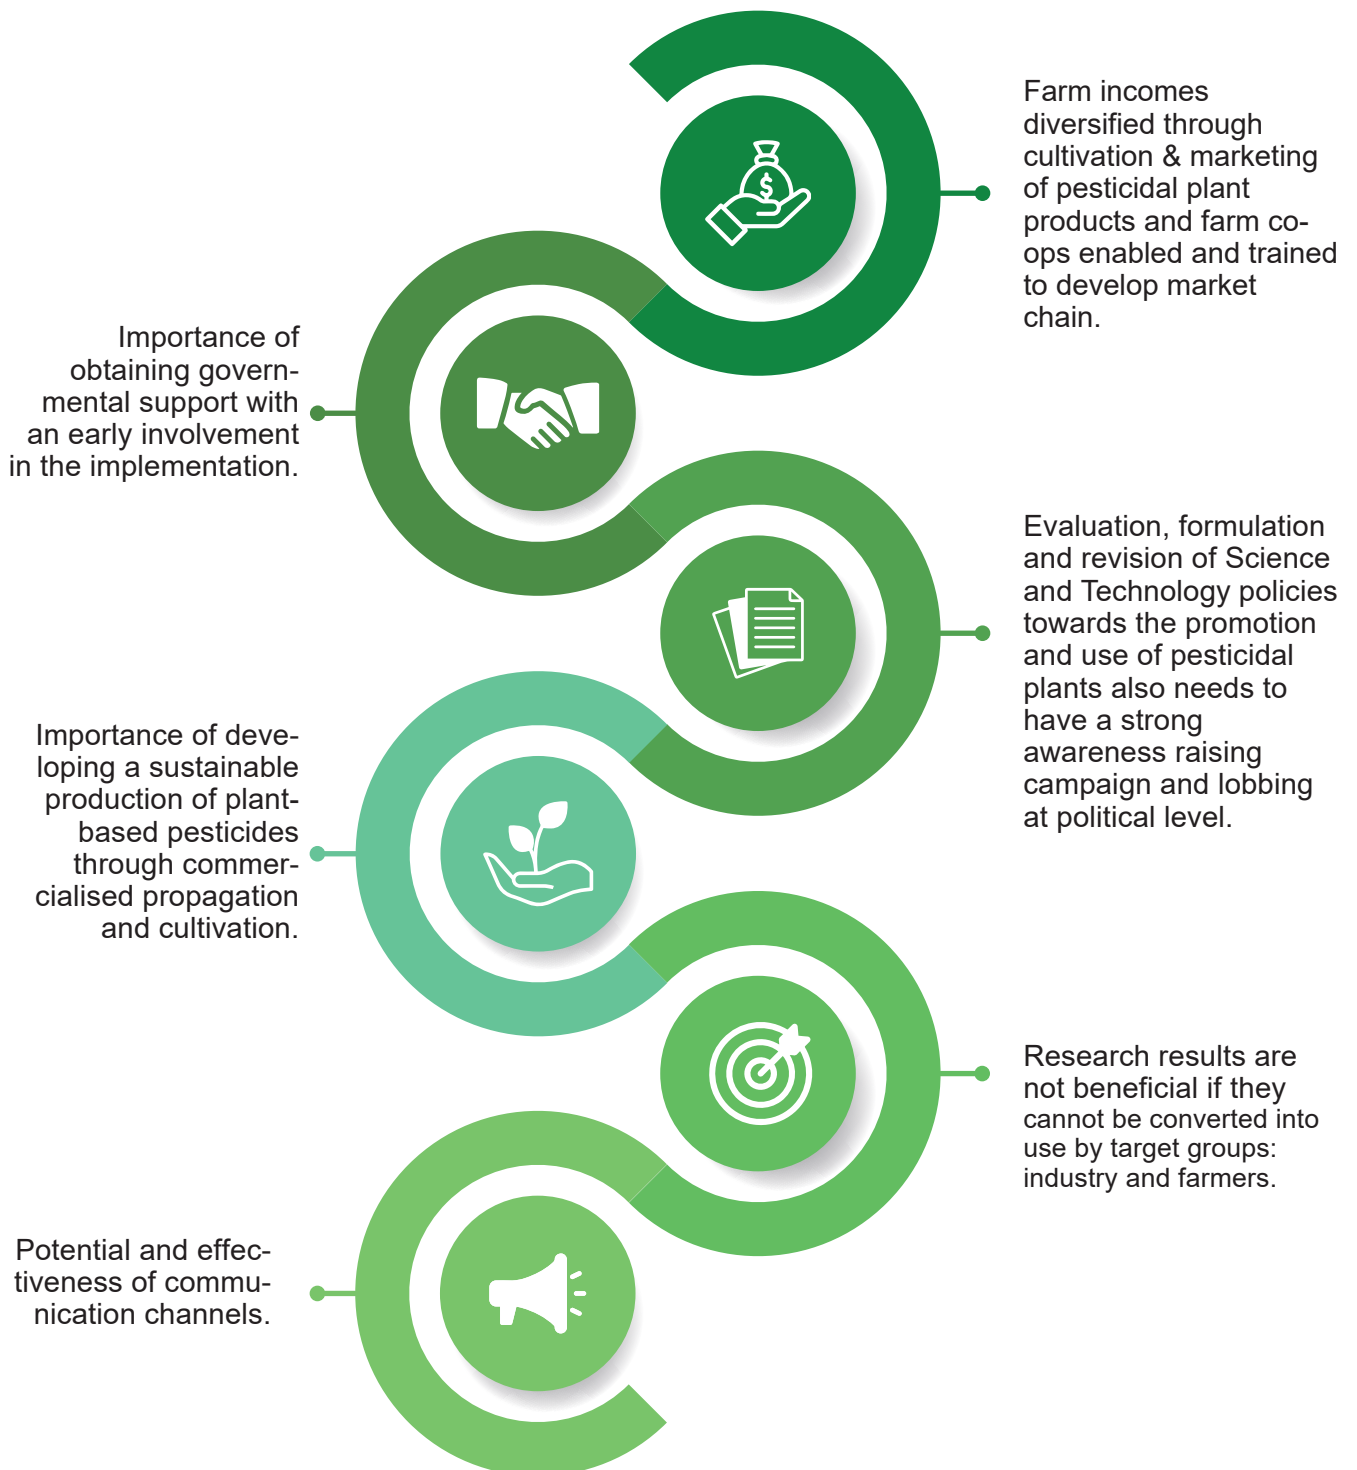 Farm incomes
diversified through
cultivation & marketing
of pesticidal plant
products and farm co-
ops enabled and trained
to develop market
chain.
Importance of
obtaining govern-
mental support with
an early involvement
in the implementation.
Evaluation, formulation
and revision of Science
and Technology policies
towards the promotion
and use of pesticidal
plants also needs to
have a strong
awareness raising
campaign and lobbing
at political level.
Importance of deve-
loping a sustainable
production of plant-
based pesticides
through commer-
cialised propagation
and cultivation.
Research results are
not beneficial if they
cannot be converted into
use by target groups:
industry and farmers.
Potential and effec-
tiveness of commu-
nication channels.